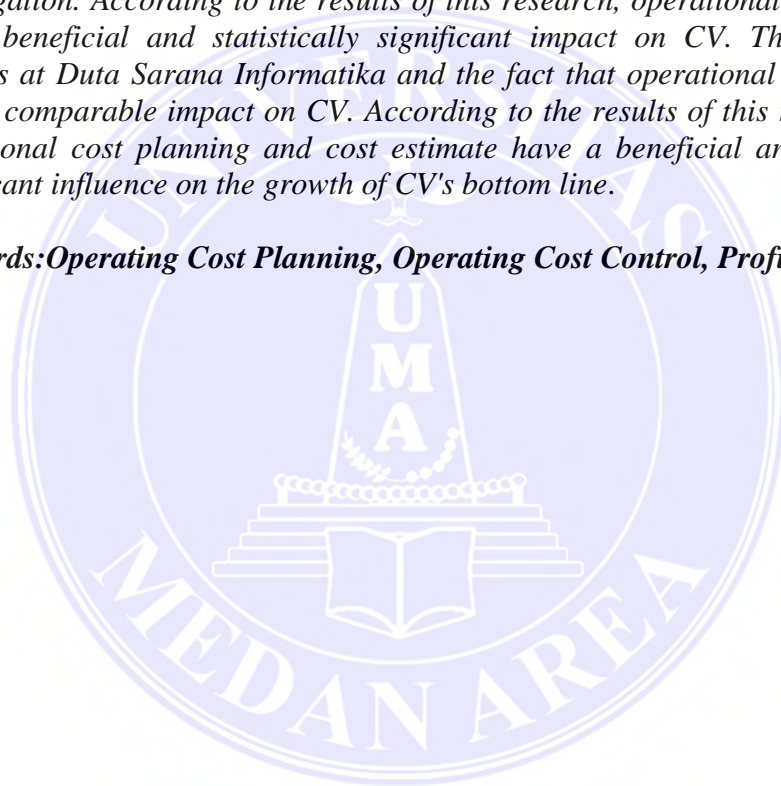 gation. According to the results of this research, operational
beneficial and statistically significant impact on CV. Th
s at Duta Sarana Informatika and the fact that operational
comparable impact on CV. According to the results of this
onal cost planning and cost estimate have a beneficial an
cant influence on the growth of CV's bottom line.
rds:Operating Cost Planning, Operating Cost Control, Profi
UNIVERSITAS
U
M
A
MEDAN AREA